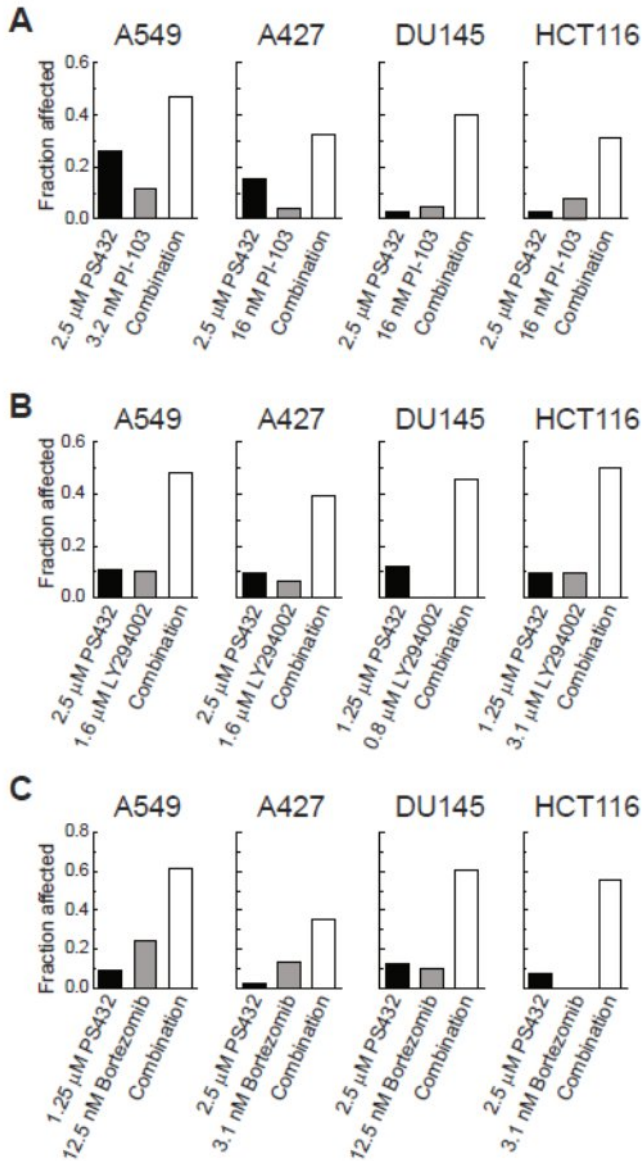 A
A549 A427 DU145 HCT116
Fraction affected
0.6
0.4
0.2
0.0
2.5 µM PS432
3.2 nM PI-103
Combination
2.5 µM PS432
16 nM PI-103
Combination
2.5 µM PS432
16 nM PI-103
Combination
2.5 µM PS432
16 nM PI-103
Combination
B
A549 A427 DU145 HCT116
Fraction affected
0.6
0.4
0.2
0.0
2.5 µM PS432
1.6 µM LY294002
Combination
2.5 µM PS432
1.6 µM LY294002
Combination
1.25 µM PS432
0.8 µM LY294002
Combination
1.25 µM PS432
3.1 µM LY294002
Combination
C
A549 A427 DU145 HCT116
Fraction affected
0.8
0.6
0.4
0.2
0.0
1.25 µM PS432
12.5 nM Bortezomib
Combination
2.5 µM PS432
3.1 nM Bortezomib
Combination
2.5 µM PS432
12.5 nM Bortezomib
Combination
2.5 µM PS432
3.1 nM Bortezomib
Combination